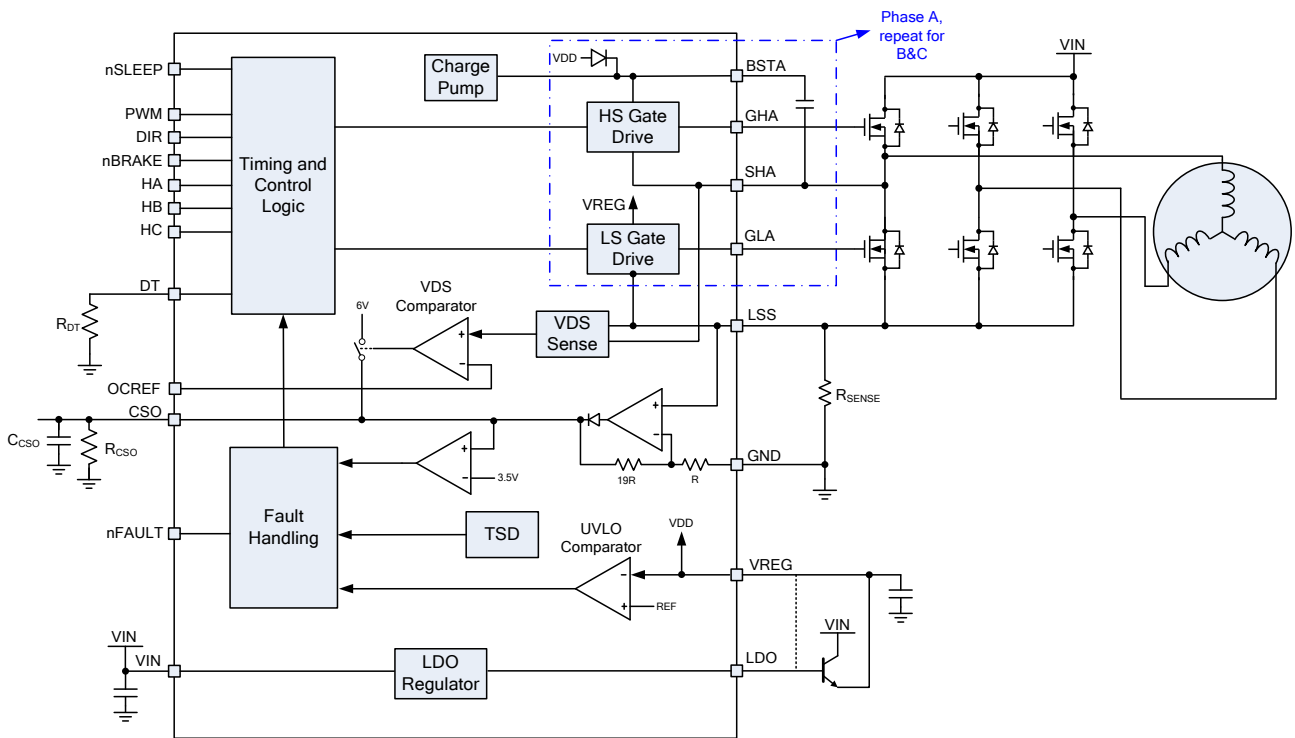 Phase A,
repeat for
B&C
VIN
nSLEEP
PWM
DIR
nBRAKE
HA
HB
HC
DT
RDT
Timing and
Control
Logic
Charge
Pump
VDD
BSTA
HS Gate
Drive
GHA
SHA
VREG
LS Gate
Drive
GLA
VDS
Comparator
6V
+
−
VDS
Sense
LSS
OCREF
CSO
CCSO
RCSO
+
−
19R
R
GND
RSENSE
+
−
3.5V
Fault
Handling
nFAULT
TSD
UVLO
Comparator
VDD
−
+
REF
VREG
VIN
VIN
LDO
Regulator
LDO
VIN